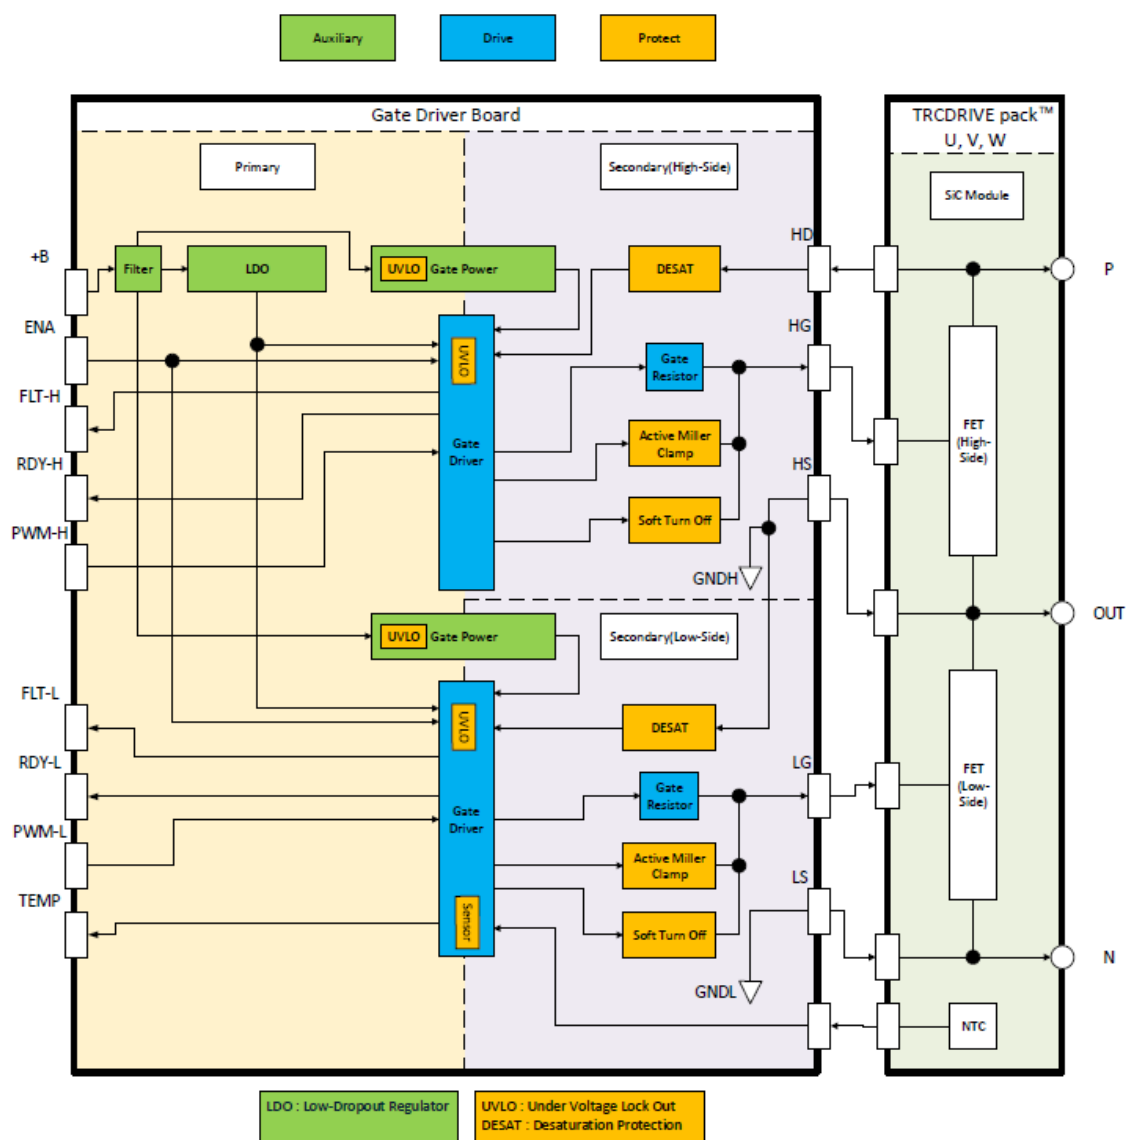 Auxiliary
Drive
Protect
Gate Driver Board
TRCDRIVE pack™
U, V, W
Primary
Secondary(High-Side)
SiC Module
+B
Filter
LDO
UVLO
Gate Power
DESAT
HD
P
ENA
UVLO
HG
Gate
Resistor
FLT-H
FET
(High-
Side)
RDY-H
Gate
Driver
Active Miller
Clamp
HS
PWM-H
Soft Turn Off
GNDH
OUT
UVLO
Gate Power
Secondary(Low-Side)
FLT-L
UVLO
DESAT
RDY-L
LG
FET
(Low-
Side)
Gate
Resistor
PWM-L
Gate
Driver
Active Miller
Clamp
LS
TEMP
Sensor
Soft Turn Off
N
GNDL
NTC
LDO : Low-Dropout Regulator
UVLO : Under Voltage Lock Out
DESAT : Desaturation Protection